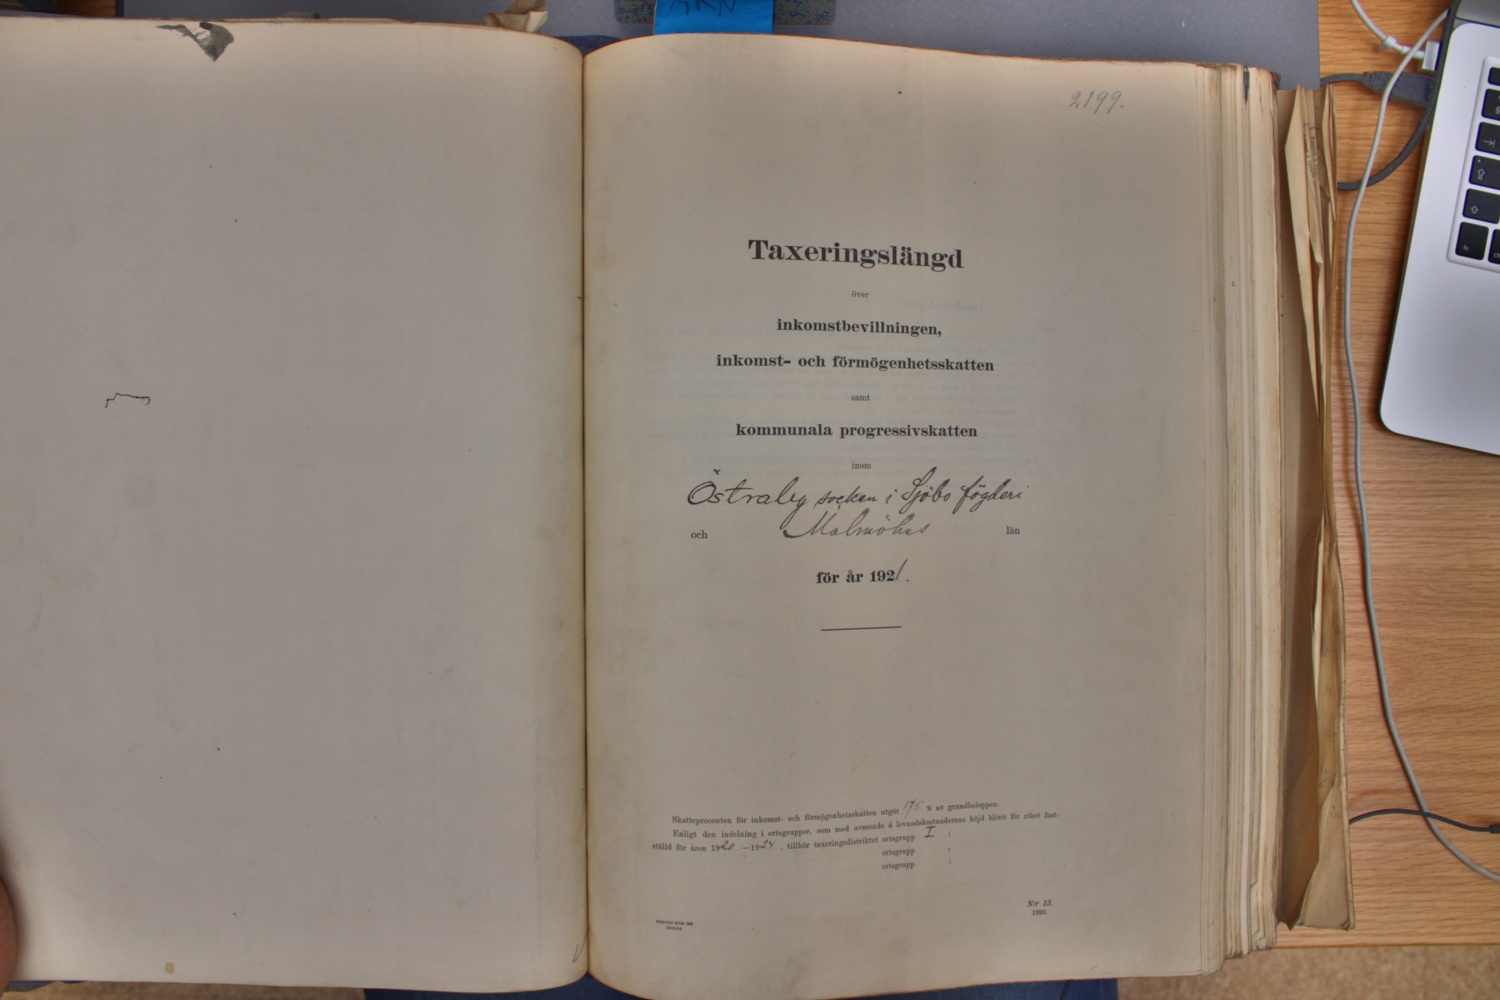 2199.
Taxeringslängd
över
inkomstbevillningen,
inkomst- och förmögenhetsskatten
samt
kommunala progressivskatten
inom
Östraby socken i Sjöbo fögderi
och Malmöhus län
för år 1921.
Skatteprocenten för inkomst- och förmögenhetsskatten utgör 175 % av grundbeloppen.
Enligt den indelning i ortsgrupper, som med avseende å levnadskostnadernas höjd blivit för riket fast-
ställd för åren 1920–1924, tillhör taxeringsdistriktet ortsgrupp I
ortsgrupp
ortsgrupp
N:r 13.
1920.